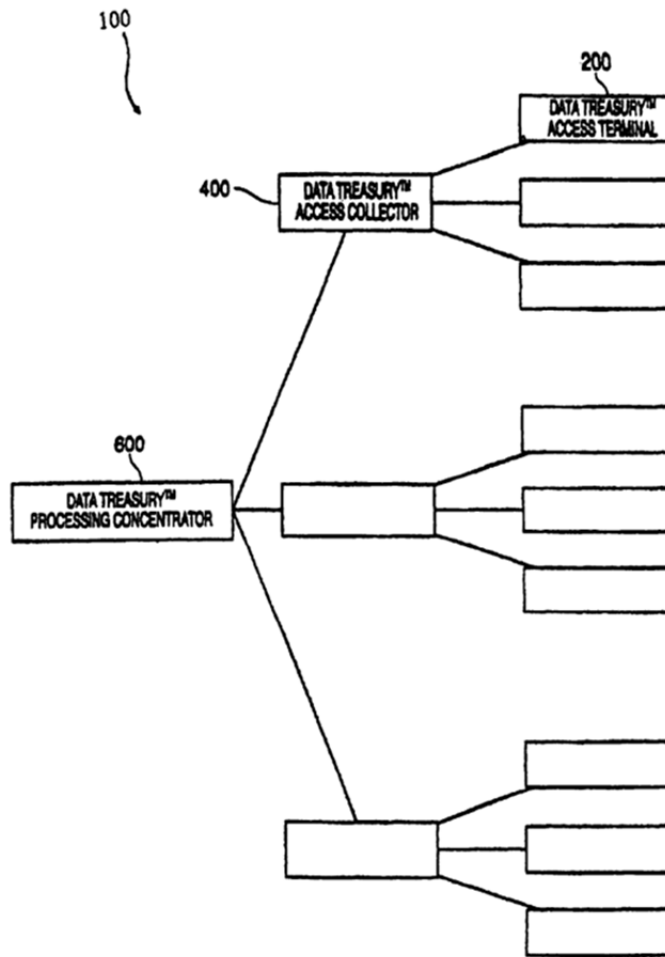 100
200
DATA TREASURY™
ACCESS TERMINAL
400
DATA TREASURY™
ACCESS COLLECTOR
600
DATA TREASURY™
PROCESSING CONCENTRATOR